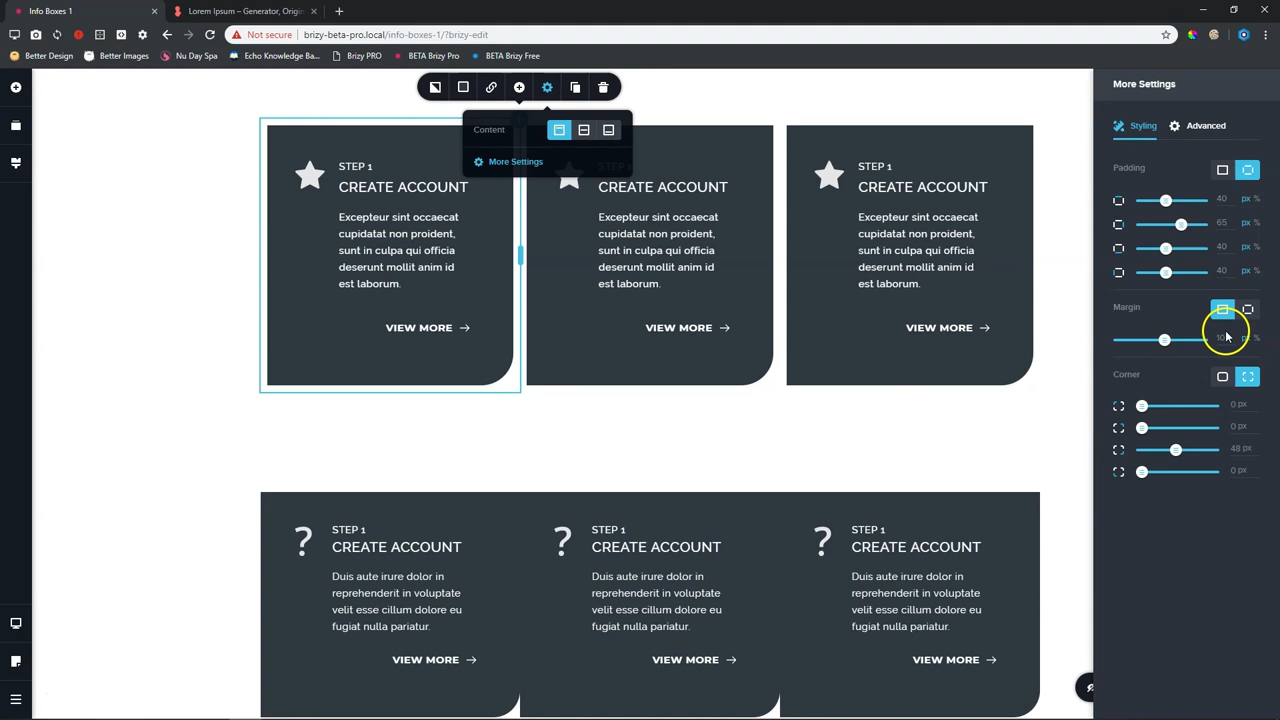 Info Boxes 1
Lorem Ipsum – Generator, Origin
Not secure
brizy-beta-pro.local/info-boxes-1/?brizy-edit
Better Design
Better Images
Nu Day Spa
Echo Knowledge Ba...
Brizy PRO
BETA Brizy Pro
BETA Brizy Free
Content
More Settings
STEP 1
CREATE ACCOUNT
Excepteur sint occaecat
cupidatat non proident,
sunt in culpa qui officia
deserunt mollit anim id
est laborum.
VIEW MORE
STEP 1
CREATE ACCOUNT
Excepteur sint occaecat
cupidatat non proident,
sunt in culpa qui officia
deserunt mollit anim id
est laborum.
VIEW MORE
STEP 1
CREATE ACCOUNT
Excepteur sint occaecat
cupidatat non proident,
sunt in culpa qui officia
deserunt mollit anim id
est laborum.
VIEW MORE
?
STEP 1
CREATE ACCOUNT
Duis aute irure dolor in
reprehenderit in voluptate
velit esse cillum dolore eu
fugiat nulla pariatur.
VIEW MORE
?
STEP 1
CREATE ACCOUNT
Duis aute irure dolor in
reprehenderit in voluptate
velit esse cillum dolore eu
fugiat nulla pariatur.
VIEW MORE
?
STEP 1
CREATE ACCOUNT
Duis aute irure dolor in
reprehenderit in voluptate
velit esse cillum dolore eu
fugiat nulla pariatur.
VIEW MORE
More Settings
Styling
Advanced
Padding
40 px %
65 px %
40 px %
40 px %
Margin
10 px %
Corner
0 px
0 px
48 px
0 px